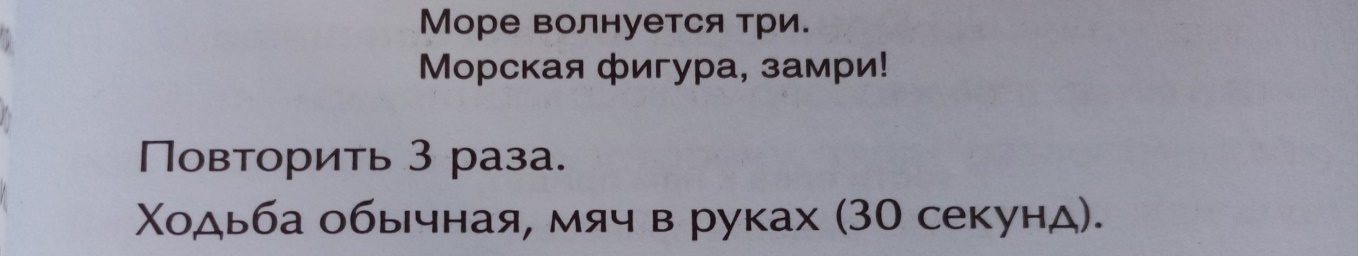 Море волнуется три.
Морская фигура, замри!
Повторить 3 раза.
Ходьба обычная, мяч в руках (30 секунд).